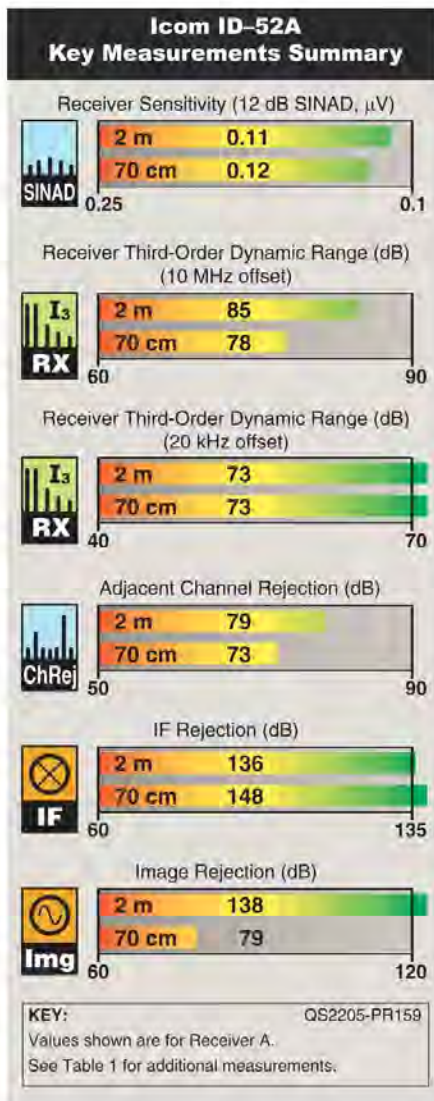 Icom ID–52A
Key Measurements Summary
Receiver Sensitivity (12 dB SINAD, μV)
SINAD
2 m 0.11
70 cm 0.12
0.25 0.1
Receiver Third-Order Dynamic Range (dB)
(10 MHz offset)
I3
RX
2 m 85
70 cm 78
60 90
Receiver Third-Order Dynamic Range (dB)
(20 kHz offset)
I3
RX
2 m 73
70 cm 73
40 70
Adjacent Channel Rejection (dB)
ChRej
2 m 79
70 cm 73
50 90
IF Rejection (dB)
IF
2 m 136
70 cm 148
60 135
Image Rejection (dB)
Img
2 m 138
70 cm 79
60 120
KEY: QS2205-PR159
Values shown are for Receiver A.
See Table 1 for additional measurements.